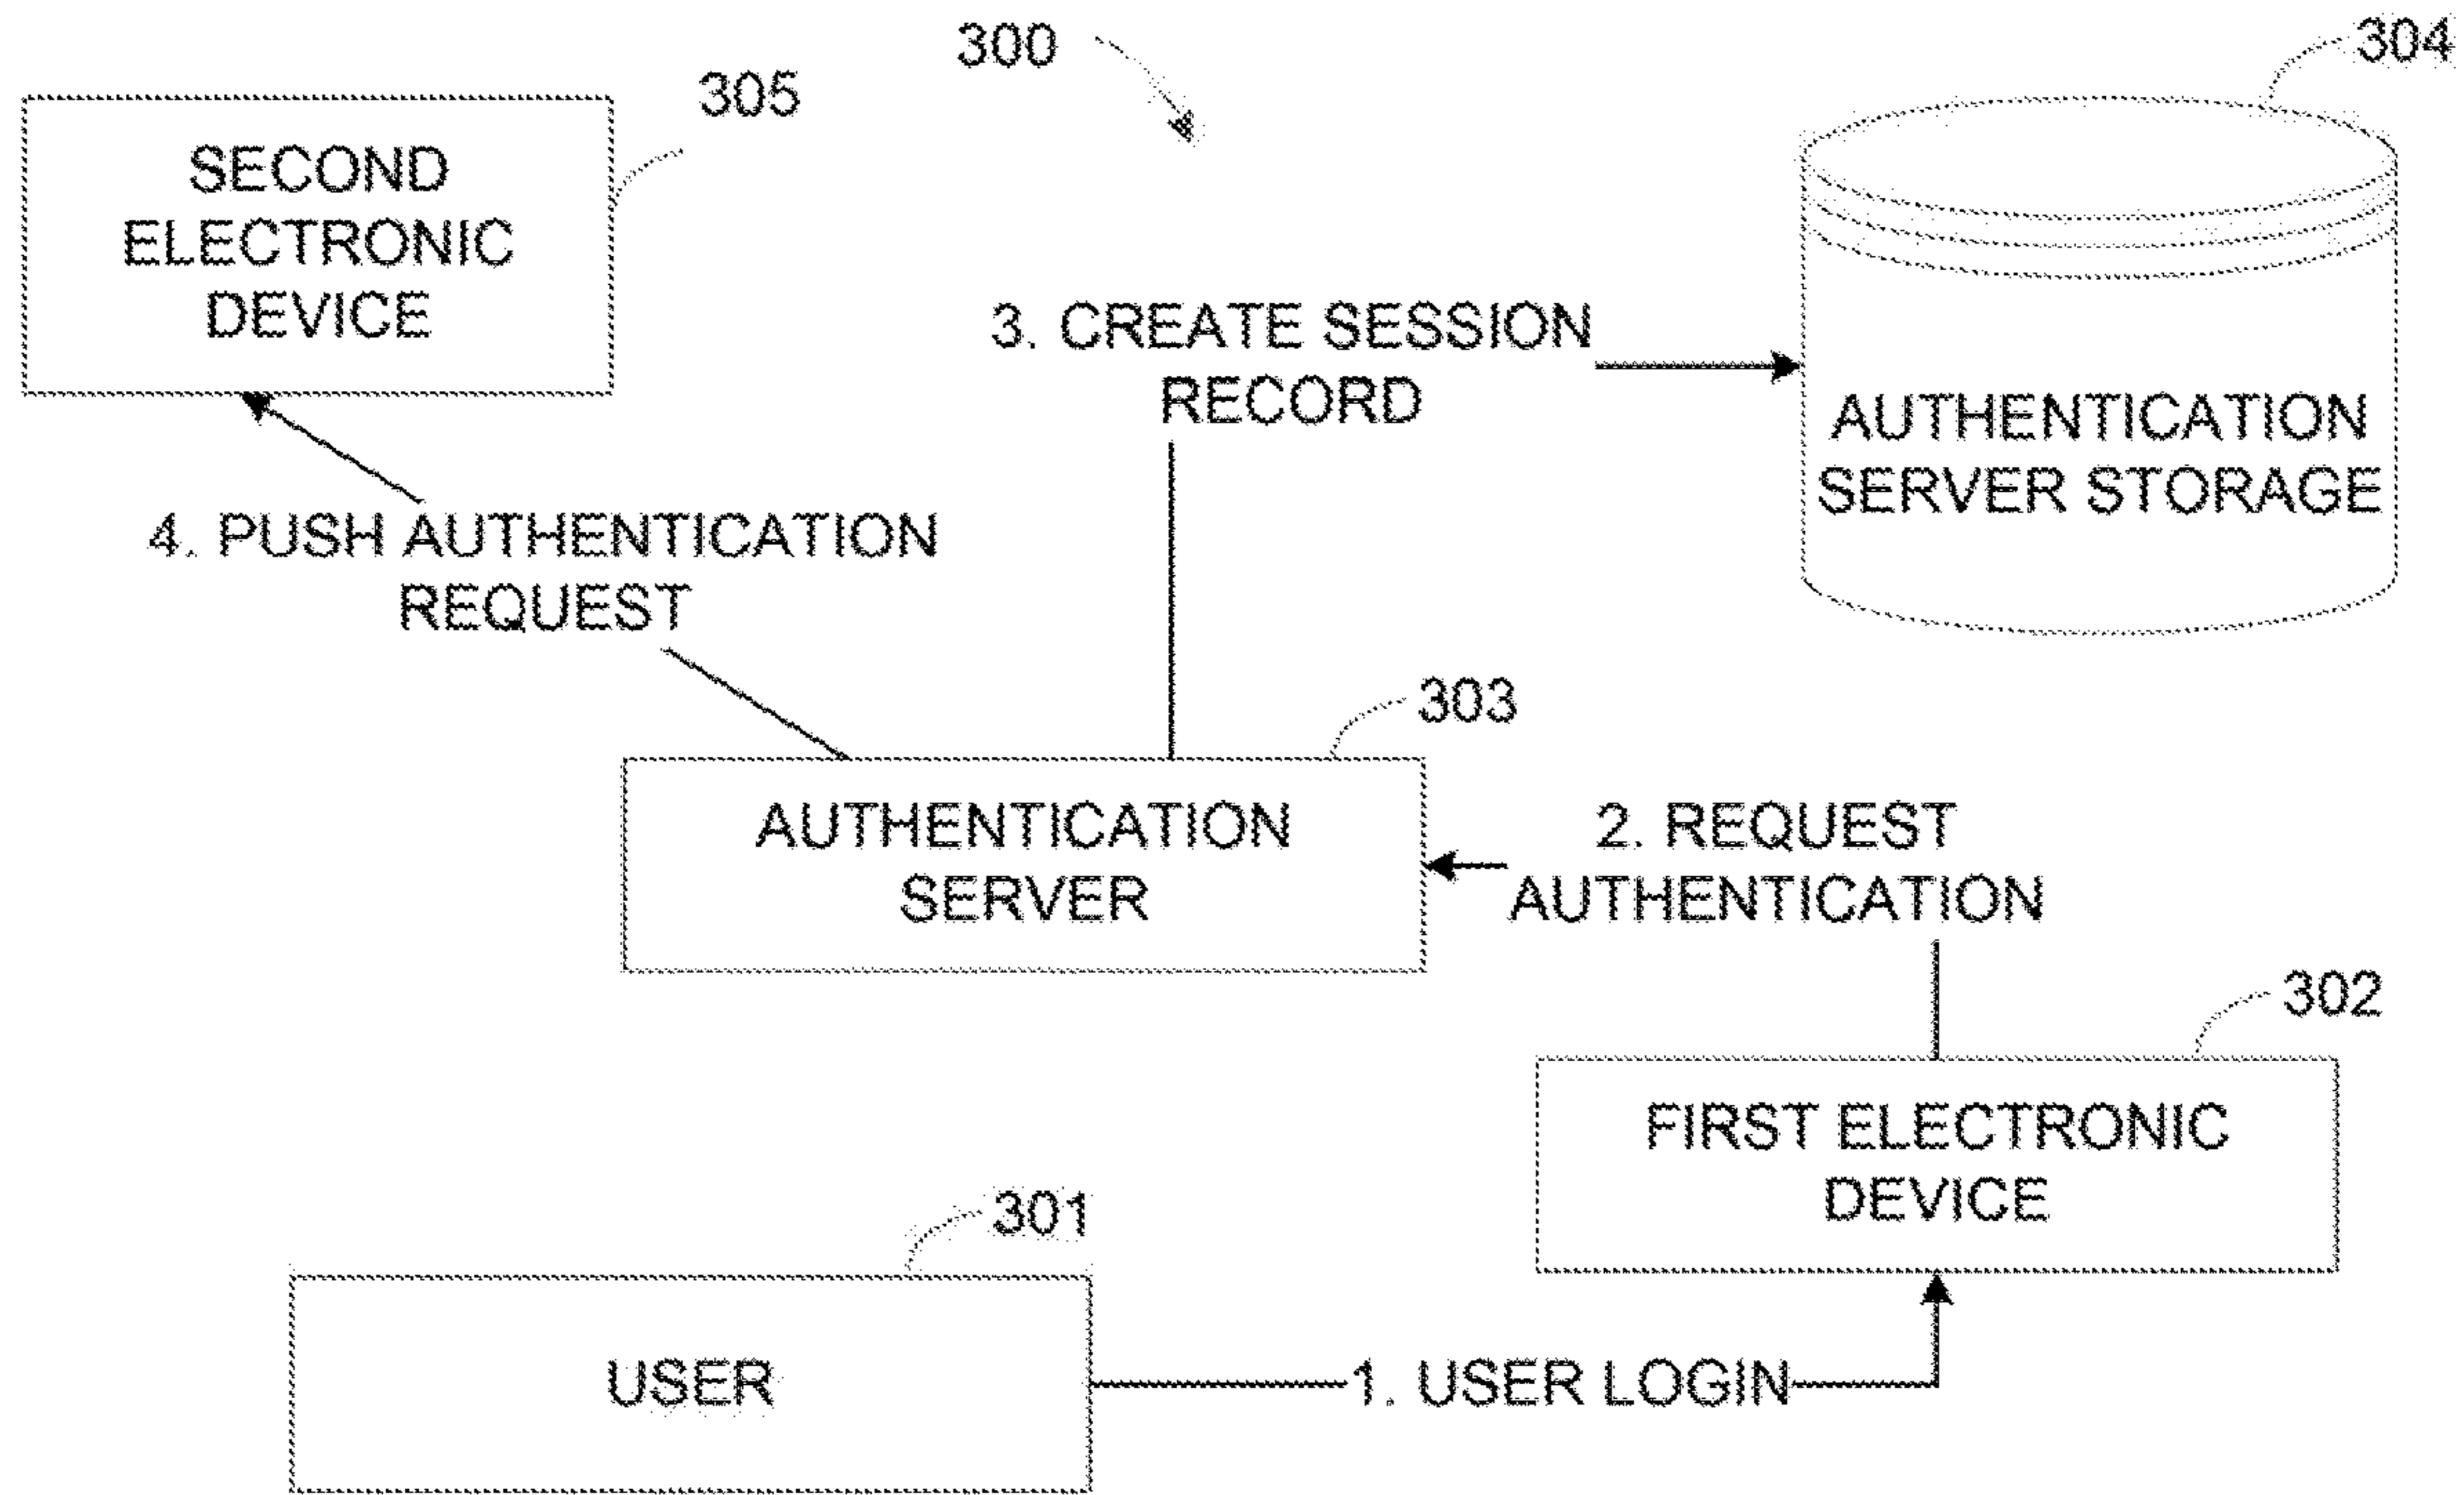 300
304
305
SECOND
ELECTRONIC
DEVICE
3. CREATE SESSION
RECORD
AUTHENTICATION
SERVER STORAGE
4. PUSH AUTHENTICATION
REQUEST
303
AUTHENTICATION
SERVER
2. REQUEST
AUTHENTICATION
302
FIRST ELECTRONIC
DEVICE
301
USER
1. USER LOGIN